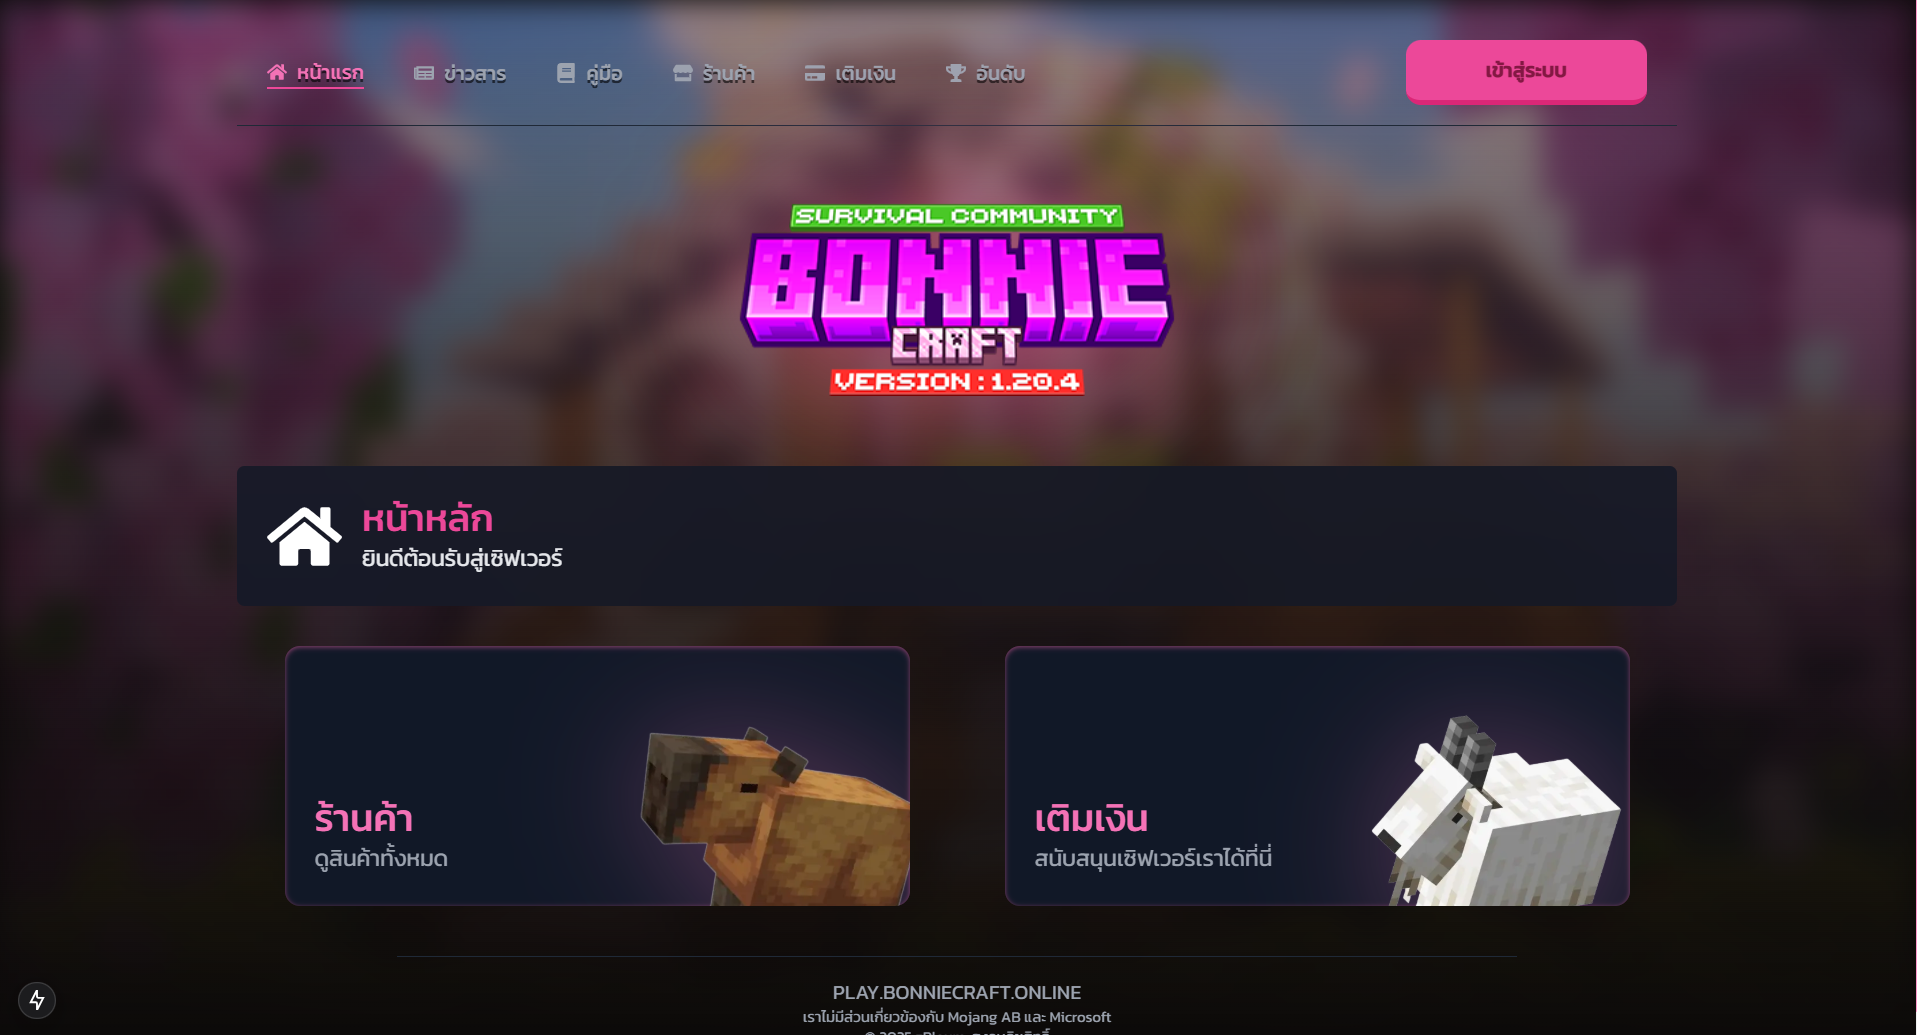 หน้าแรก
ข่าวสาร
คู่มือ
ร้านค้า
เติมเงิน
อันดับ
เข้าสู่ระบบ
SURVIVAL COMMUNITY
BONNIE
CRAFT
VERSION : 1.20.4
หน้าหลัก
ยินดีต้อนรับสู่เซิฟเวอร์
ร้านค้า
ดูสินค้าทั้งหมด
เติมเงิน
สนับสนุนเซิฟเวอร์เราได้ที่นี่
PLAY.BONNIECRAFT.ONLINE
เราไม่มีส่วนเกี่ยวข้องกับ Mojang AB และ Microsoft